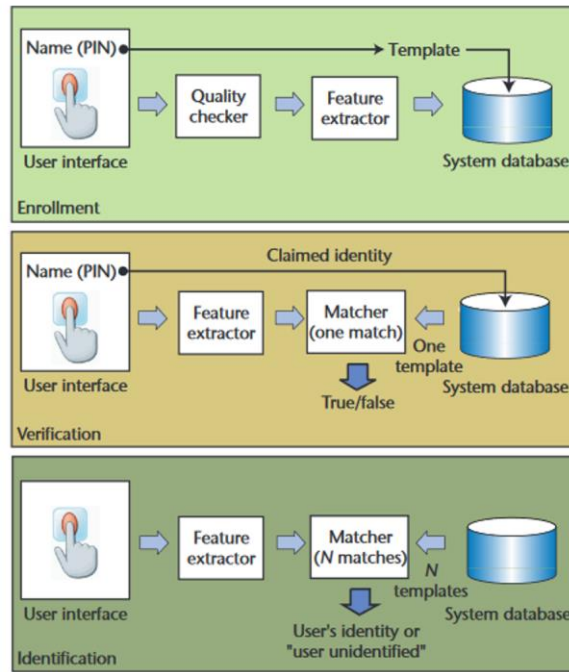 Name (PIN)
Template
Quality
checker
Feature
extractor
User interface
System database
Enrollment
Name (PIN)
Claimed identity
Feature
extractor
Matcher
(one match)
One
template
User interface
System database
True/false
Verification
Feature
extractor
Matcher
(N matches)
N
templates
User interface
System database
User's identity or
"user unidentified"
Identification